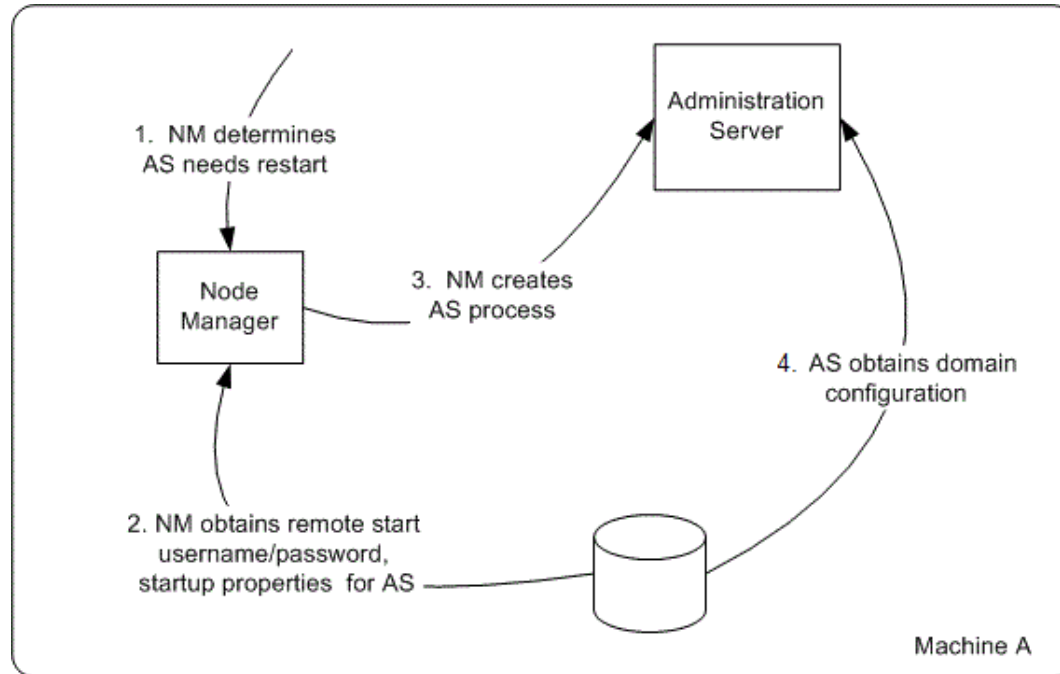 1. NM determines
AS needs restart
Administration
Server
Node
Manager
3. NM creates
AS process
4. AS obtains domain
configuration
2. NM obtains remote start
username/password,
startup properties for AS
Machine A